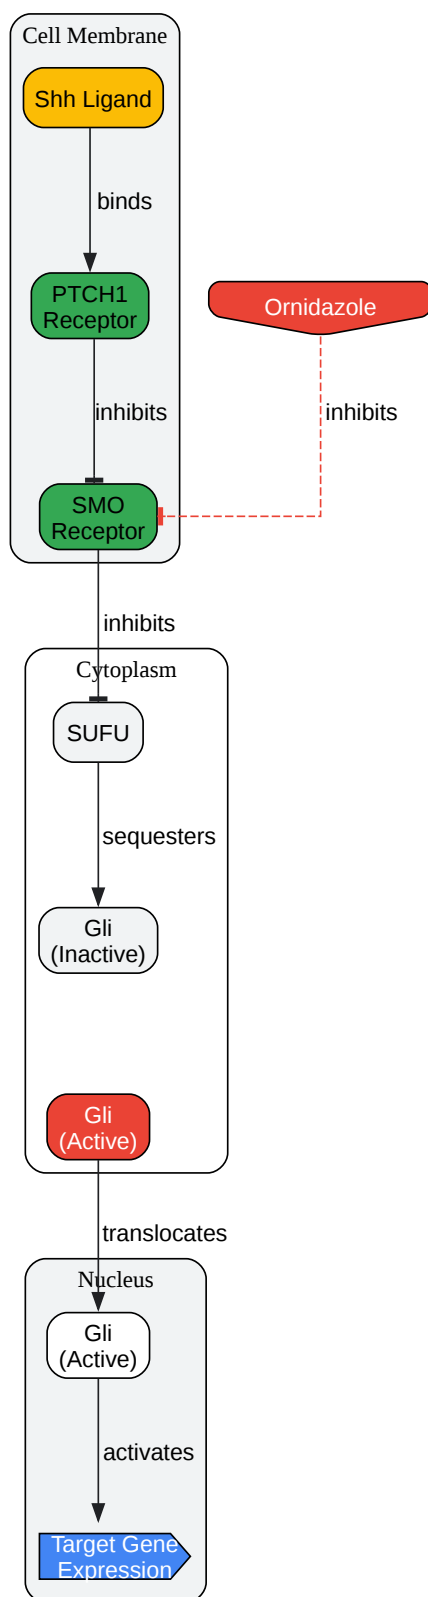 Cell Membrane
Shh Ligand
binds
PTCH1
Receptor
Ornidazole
inhibits
inhibits
SMO
Receptor
inhibits
Cytoplasm
SUFU
sequesters
Gli
(Inactive)
Gli
(Active)
translocates
Nucleus
Gli
(Active)
activates
Target Gene
Expression